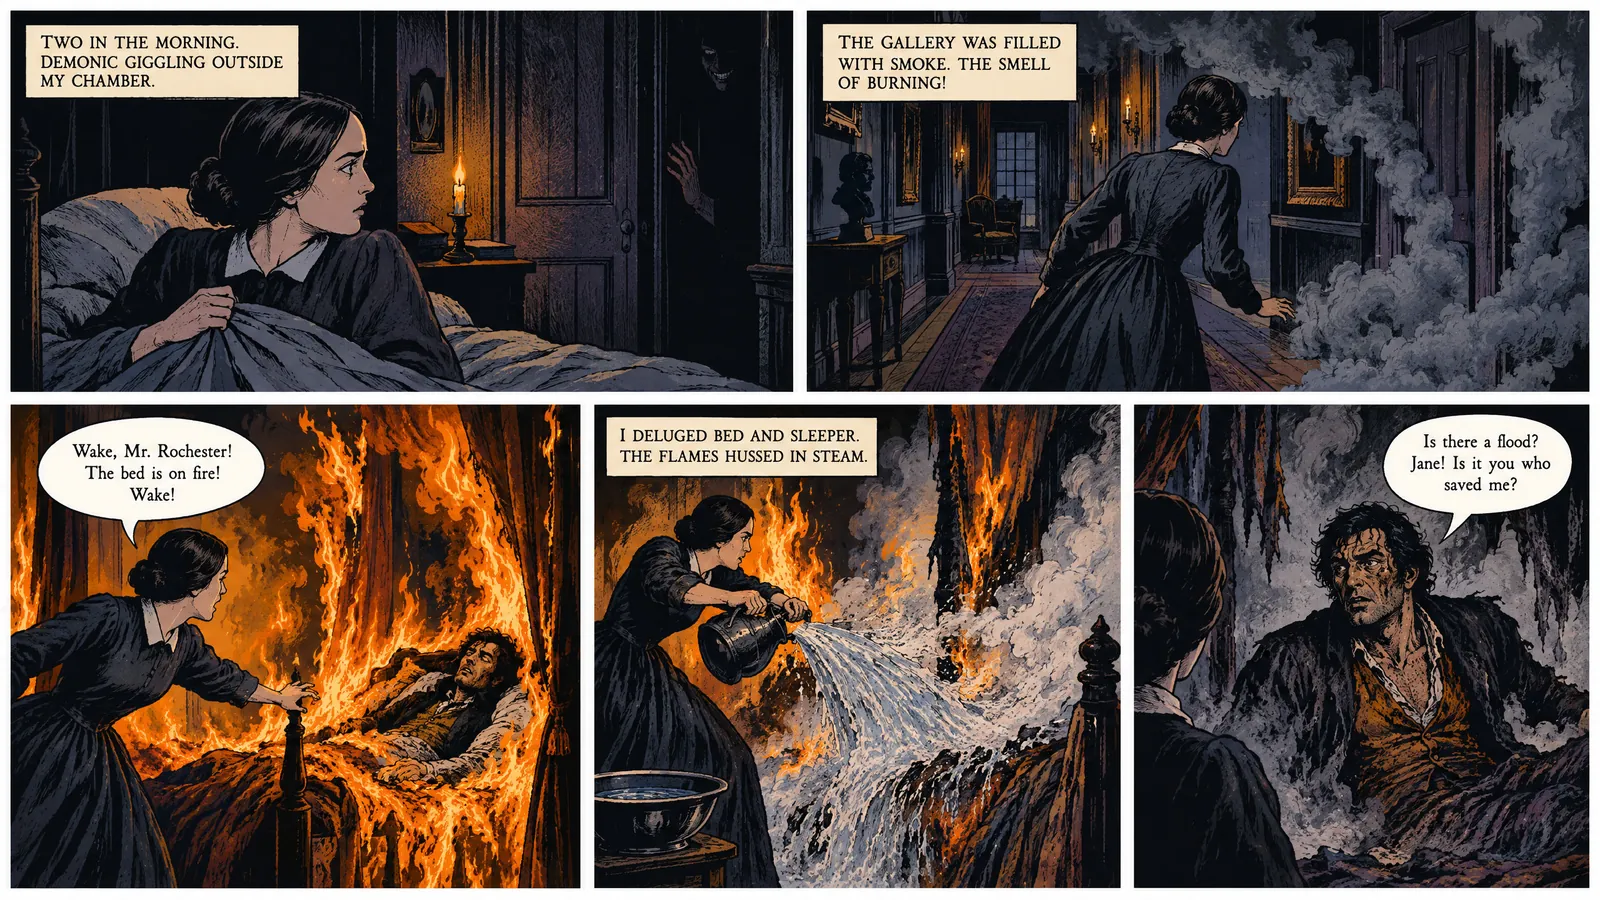 TWO IN THE MORNING.
DEMONIC GIGGLING OUTSIDE
MY CHAMBER.
THE GALLERY WAS FILLED
WITH SMOKE. THE SMELL
OF BURNING!
Wake, Mr. Rochester!
The bed is on fire!
Wake!
I DELUGED BED AND SLEEPER.
THE FLAMES HUSSED IN STEAM.
Is there a flood?
Jane! Is it you who
saved me?